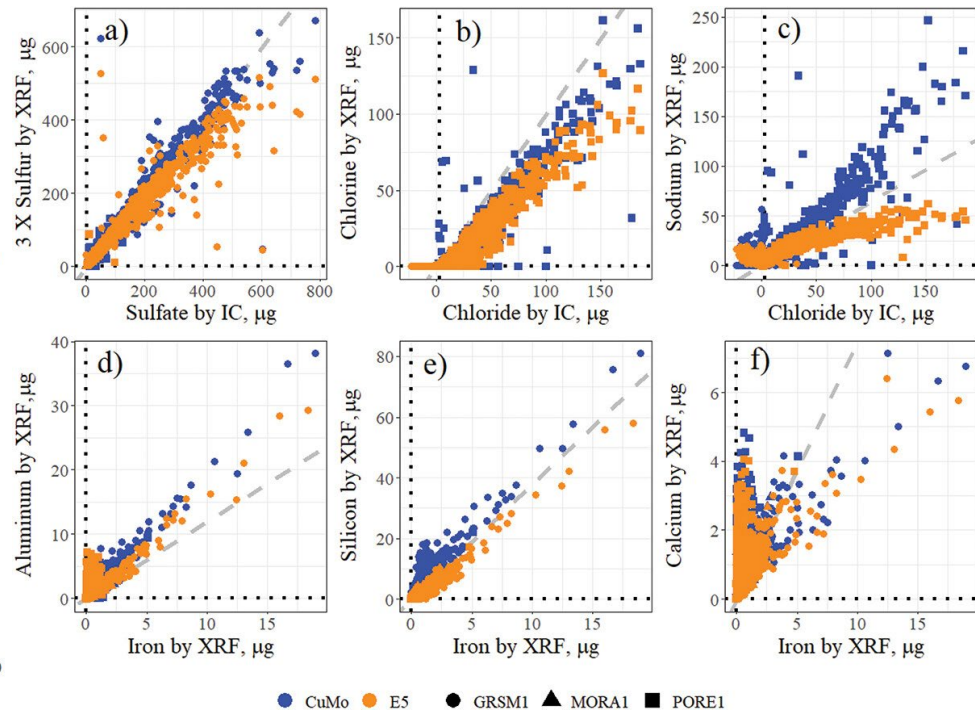 a)
3 X Sulfur by XRF, µg
600
400
200
0
0 200 400 600 800
Sulfate by IC, µg
b)
Chlorine by XRF, µg
150
100
50
0
0 50 100 150
Chloride by IC, µg
c)
Sodium by XRF, µg
250
200
150
100
50
0
0 50 100 150
Chloride by IC, µg
d)
Aluminum by XRF, µg
40
30
20
10
0
0 5 10 15
Iron by XRF, µg
e)
Silicon by XRF, µg
80
60
40
20
0
0 5 10 15
Iron by XRF, µg
f)
Calcium by XRF, µg
6
4
2
0
0 5 10 15
Iron by XRF, µg
CuMo E5 GRSM1 MORA1 PORE1